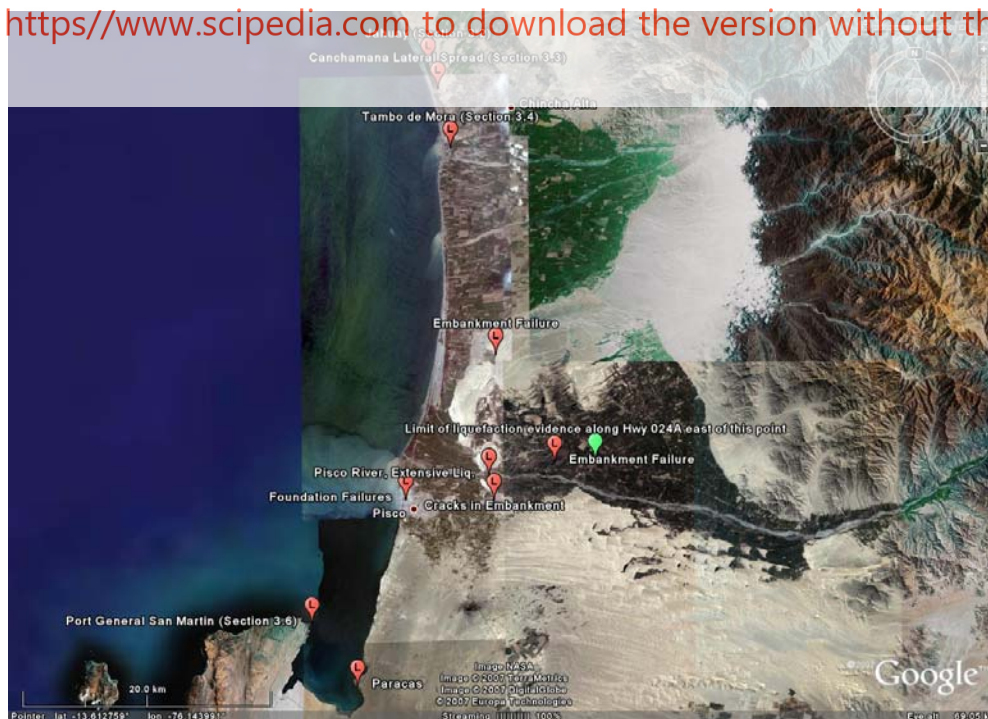 https//www.scipedia.com to download the version without th
Canchamana Lateral Spread (Section 3.3)
Chincha Alta
Tambo de Mora (Section 3.4)
Embankment Failure
Limit of liquefaction evidence along Hwy 024A east of this point
Embankment Failure
Pisco River, Extensive Liq.
Foundation Failures
Cracks in Embankment
Pisco
Port General San Martin (Section 3.6)
Paracas
20.0 km
Image NASA
Image © 2007 TerraMetrics
Image © 2007 DigitalGlobe
© 2007 Europa Technologies
Google
Pointer lat -13.612759° lon -76.143991°
Streaming 100%
Eye alt